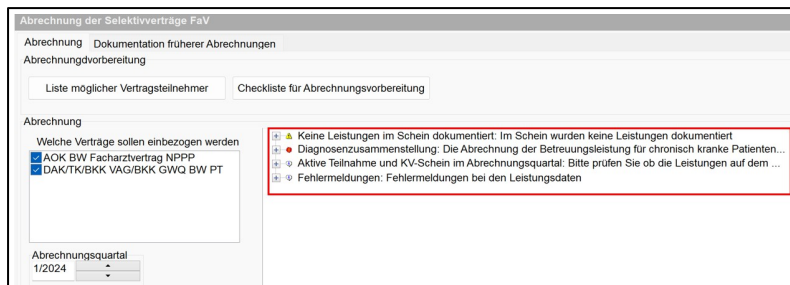 Abrechnung der Selektivverträge FaV
Abrechnung Dokumentation früherer Abrechnungen
Abrechnungdvorbereitung
Liste möglicher Vertragsteilnehmer Checkliste für Abrechnungsvorbereitung
Abrechnung
Welche Verträge sollen einbezogen werden
AOK BW Facharztvertrag NPPP
DAK/TK/BKK VAG/BKK GWQ BW PT
Abrechnungsquartal
1/2024
Keine Leistungen im Schein dokumentiert: Im Schein wurden keine Leistungen dokumentiert
Diagnosenzusammenstellung: Die Abrechnung der Betreuungsleistung für chronisch kranke Patienten...
Aktive Teilnahme und KV-Schein im Abrechnungsquartal: Bitte prüfen Sie ob die Leistungen auf dem ...
Fehlermeldungen: Fehlermeldungen bei den Leistungsdaten